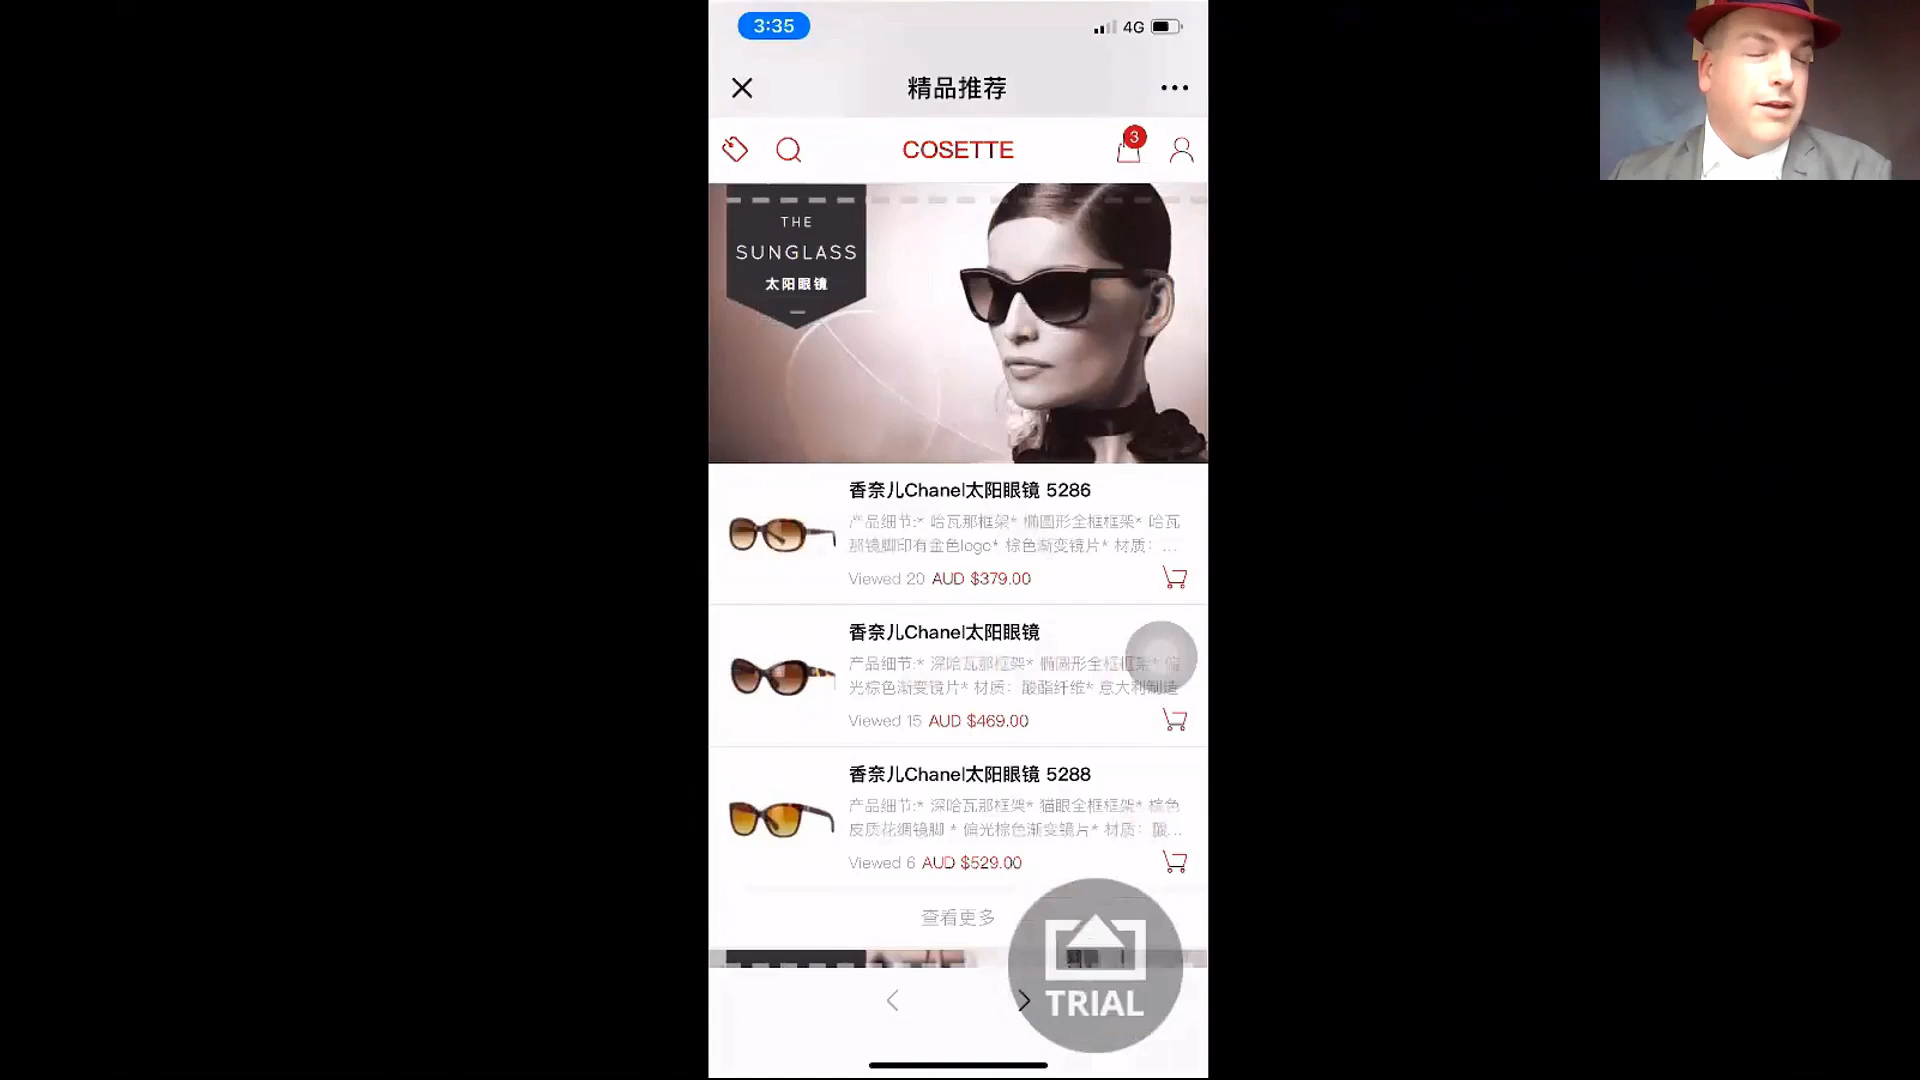 3:35
4G
精品推荐
COSETTE
3
THE
SUNGLASS
太阳眼镜
香奈儿Chanel太阳眼镜 5286
产品细节:* 哈瓦那框架* 椭圆形全框框架* 哈瓦
那镜脚印有金色logo* 棕色渐变镜片* 材质：...
Viewed 20 AUD $379.00
香奈儿Chanel太阳眼镜
产品细节:* 深哈瓦那框架* 椭圆形全框框架* 偏
光棕色渐变镜片* 材质：酸酯纤维* 意大利制造
Viewed 15 AUD $469.00
香奈儿Chanel太阳眼镜 5288
产品细节:* 深哈瓦那框架* 猫眼全框框架* 棕色
皮质花绸镜脚 * 偏光棕色渐变镜片* 材质：酸...
Viewed 6 AUD $529.00
查看更多
TRIAL